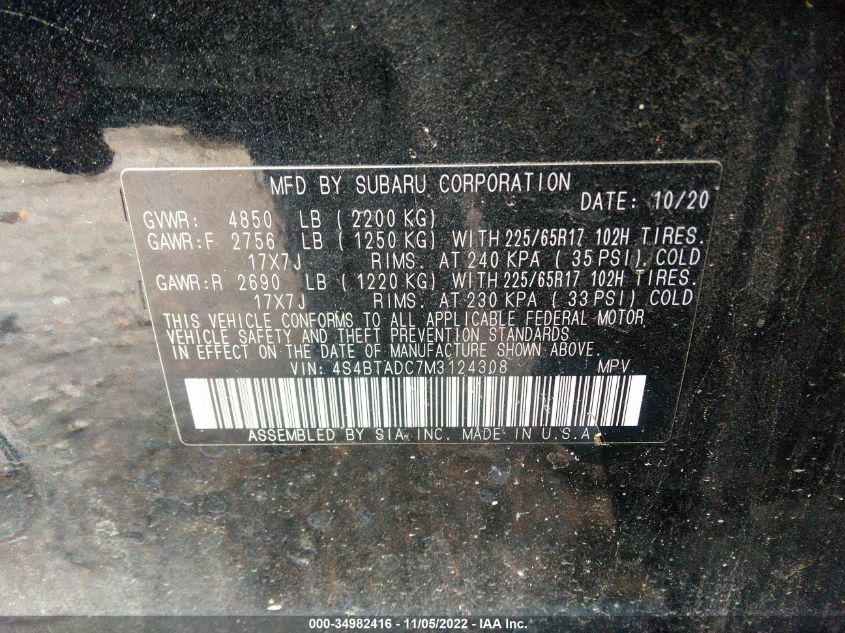 MFD BY SUBARU CORPORATION
DATE: 10/20
GVWR: 4850 LB ( 2200 KG)
GAWR:F 2756 LB ( 1250 KG) WITH 225/65R17 102H TIRES.
17X7J RIMS. AT 240 KPA ( 35 PSI). COLD
GAWR:R 2690 LB ( 1220 KG) WITH 225/65R17 102H TIRES.
17X7J RIMS. AT 230 KPA ( 33 PSI) COLD
THIS VEHICLE CONFORMS TO ALL APPLICABLE FEDERAL MOTOR
VEHICLE SAFETY AND THEFT PREVENTION STANDARDS
IN EFFECT ON THE DATE OF MANUFACTURE SHOWN ABOVE.
VIN: 4S4BTADC7M3124308 MPV
ASSEMBLED BY SIA INC. MADE IN U.S.A
000-34982416 - 11/05/2022 - IAA Inc.